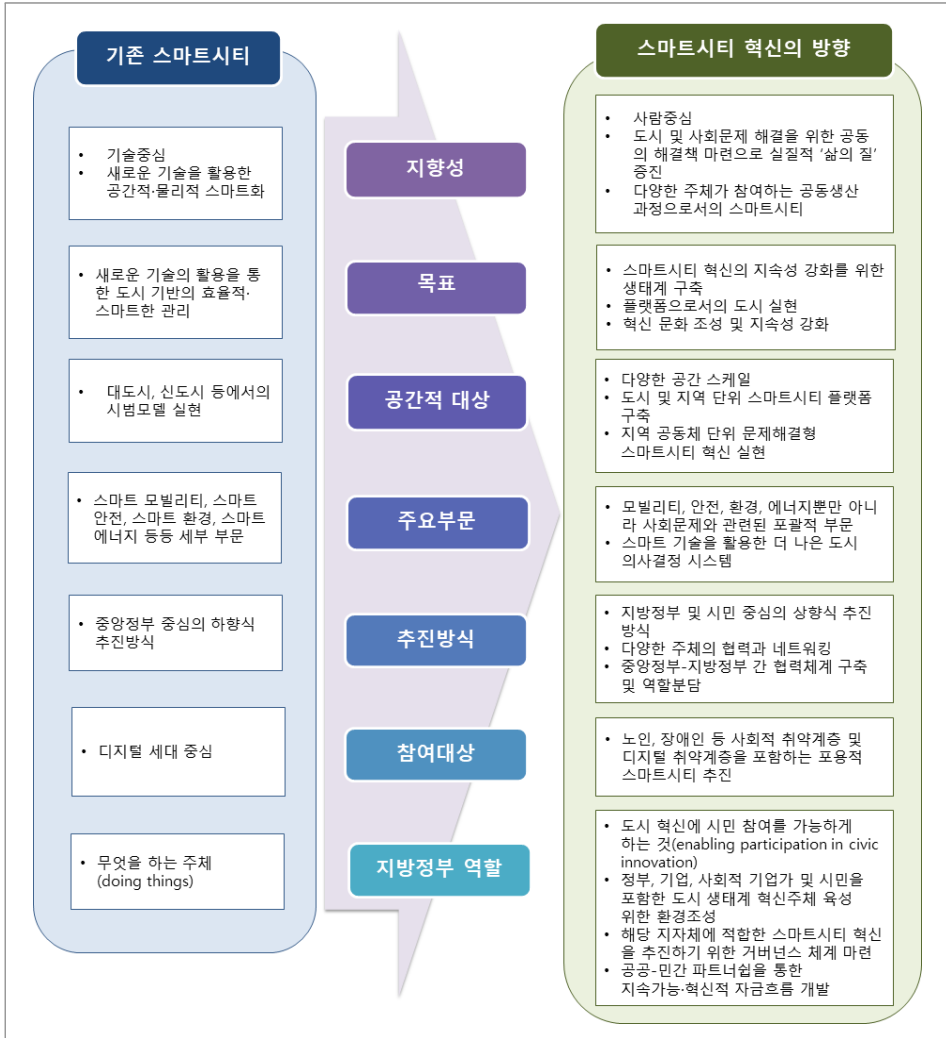 기존 스마트시티
스마트시티 혁신의 방향
• 기술중심
• 새로운 기술을 활용한
공간적·물리적 스마트화
지향성
• 사람중심
• 도시 및 사회문제 해결을 위한 공동
의 해결책 마련으로 실질적 ‘삶의 질’
증진
• 다양한 주체가 참여하는 공동생산
과정으로서의 스마트시티
• 새로운 기술의 활용을 통
한 도시 기반의 효율적·
스마트한 관리
목표
• 스마트시티 혁신의 지속성 강화를 위한
생태계 구축
• 플랫폼으로서의 도시 실현
• 혁신 문화 조성 및 지속성 강화
• 대도시, 신도시 등에서의
시범모델 실현
공간적 대상
• 다양한 공간 스케일
• 도시 및 지역 단위 스마트시티 플랫폼
구축
• 지역 공동체 단위 문제해결형
스마트시티 혁신 실현
• 스마트 모빌리티, 스마트
안전, 스마트 환경, 스마트
에너지 등등 세부 부문
주요부문
• 모빌리티, 안전, 환경, 에너지뿐만 아니
라 사회문제와 관련된 포괄적 부문
• 스마트 기술을 활용한 더 나은 도시
의사결정 시스템
• 중앙정부 중심의 하향식
추진방식
추진방식
• 지방정부 및 시민 중심의 상향식 추진
방식
• 다양한 주체의 협력과 네트워킹
• 중앙정부-지방정부 간 협력체계 구축
및 역할분담
• 디지털 세대 중심
참여대상
• 노인, 장애인 등 사회적 취약계층 및
디지털 취약계층을 포함하는 포용적
스마트시티 추진
• 무엇을 하는 주체
(doing things)
지방정부 역할
• 도시 혁신에 시민 참여를 가능하게
하는 것(enabling participation in civic
innovation)
• 정부, 기업, 사회적 기업가 및 시민을
포함한 도시 생태계 혁신주체 육성
위한 환경조성
• 해당 지자체에 적합한 스마트시티 혁신
을 추진하기 위한 거버넌스 체계 마련
• 공공-민간 파트너쉽을 통한
지속가능·혁신적 자금흐름 개발